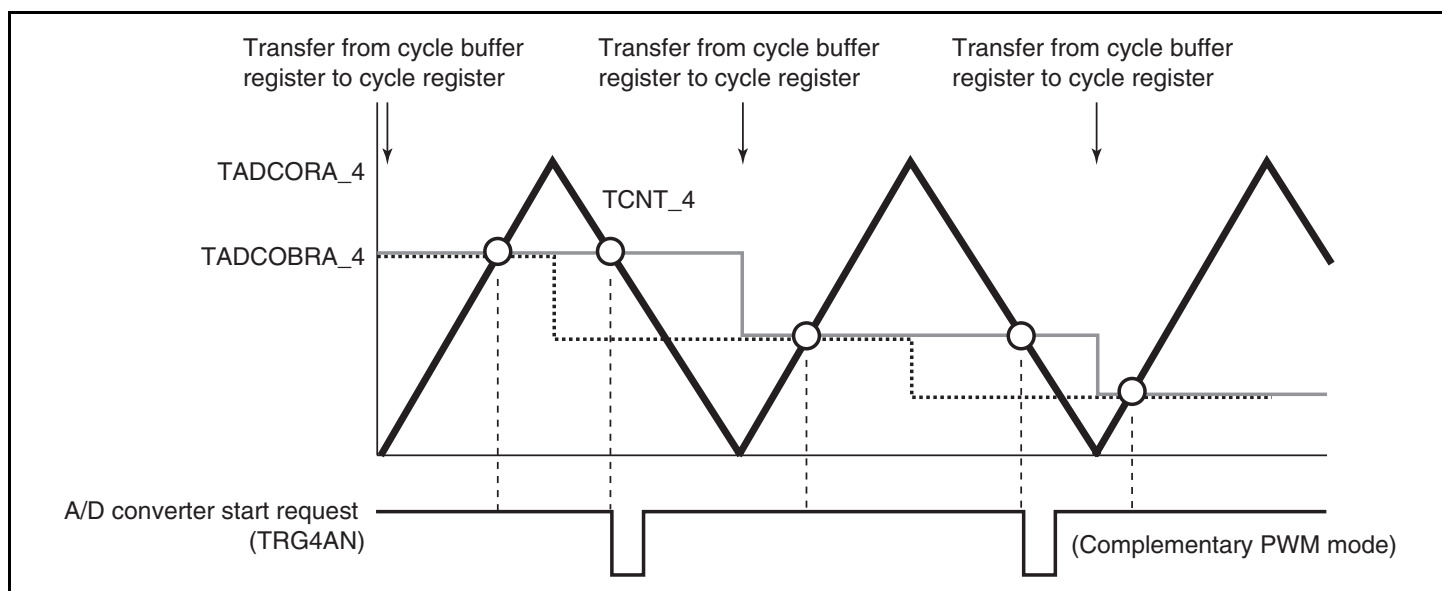 Transfer from cycle buffer
register to cycle register
Transfer from cycle buffer
register to cycle register
Transfer from cycle buffer
register to cycle register
TADCORA_4
TCNT_4
TADCOBRA_4
A/D converter start request
(TRG4AN)
(Complementary PWM mode)